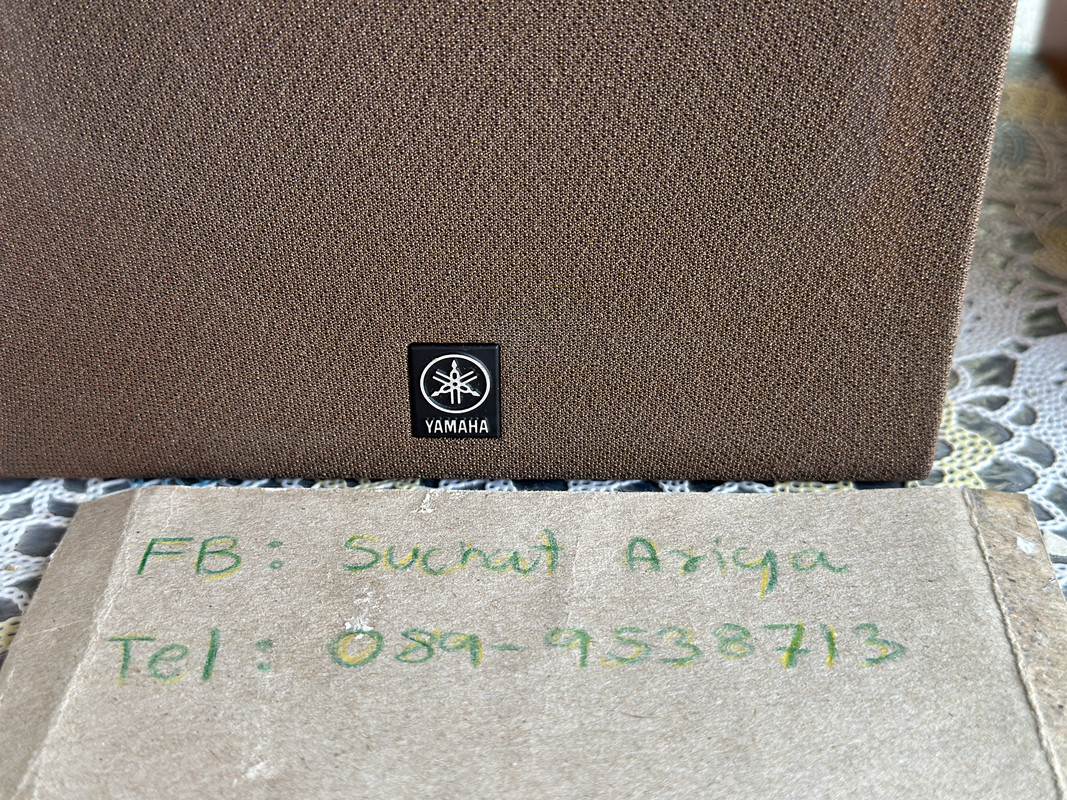 YAMAHA
FB: Suchat Ariya
Tel: 089-9538713